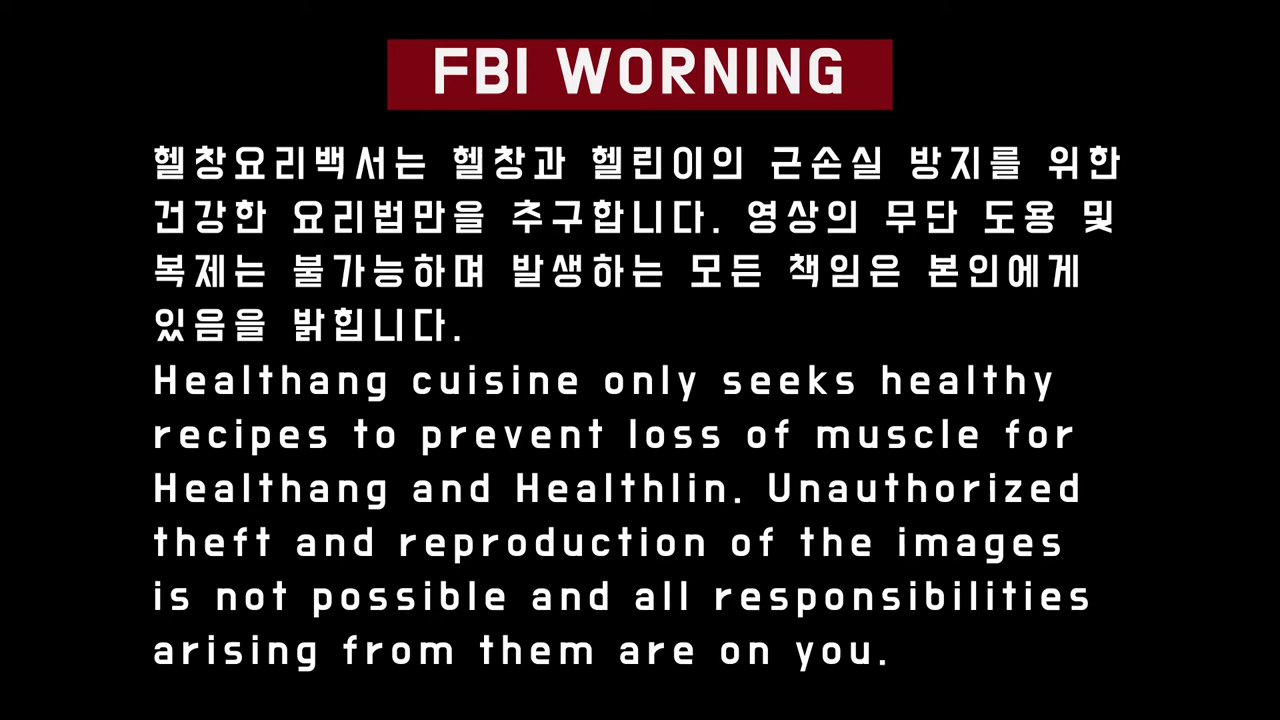 FBI WORNING
헬창요리백서는 헬창과 헬린이의 근손실 방지를 위한
건강한 요리법만을 추구합니다. 영상의 무단 도용 및
복제는 불가능하며 발생하는 모든 책임은 본인에게
있음을 밝힙니다.
Healthang cuisine only seeks healthy
recipes to prevent loss of muscle for
Healthang and Healthlin. Unauthorized
theft and reproduction of the images
is not possible and all responsibilities
arising from them are on you.